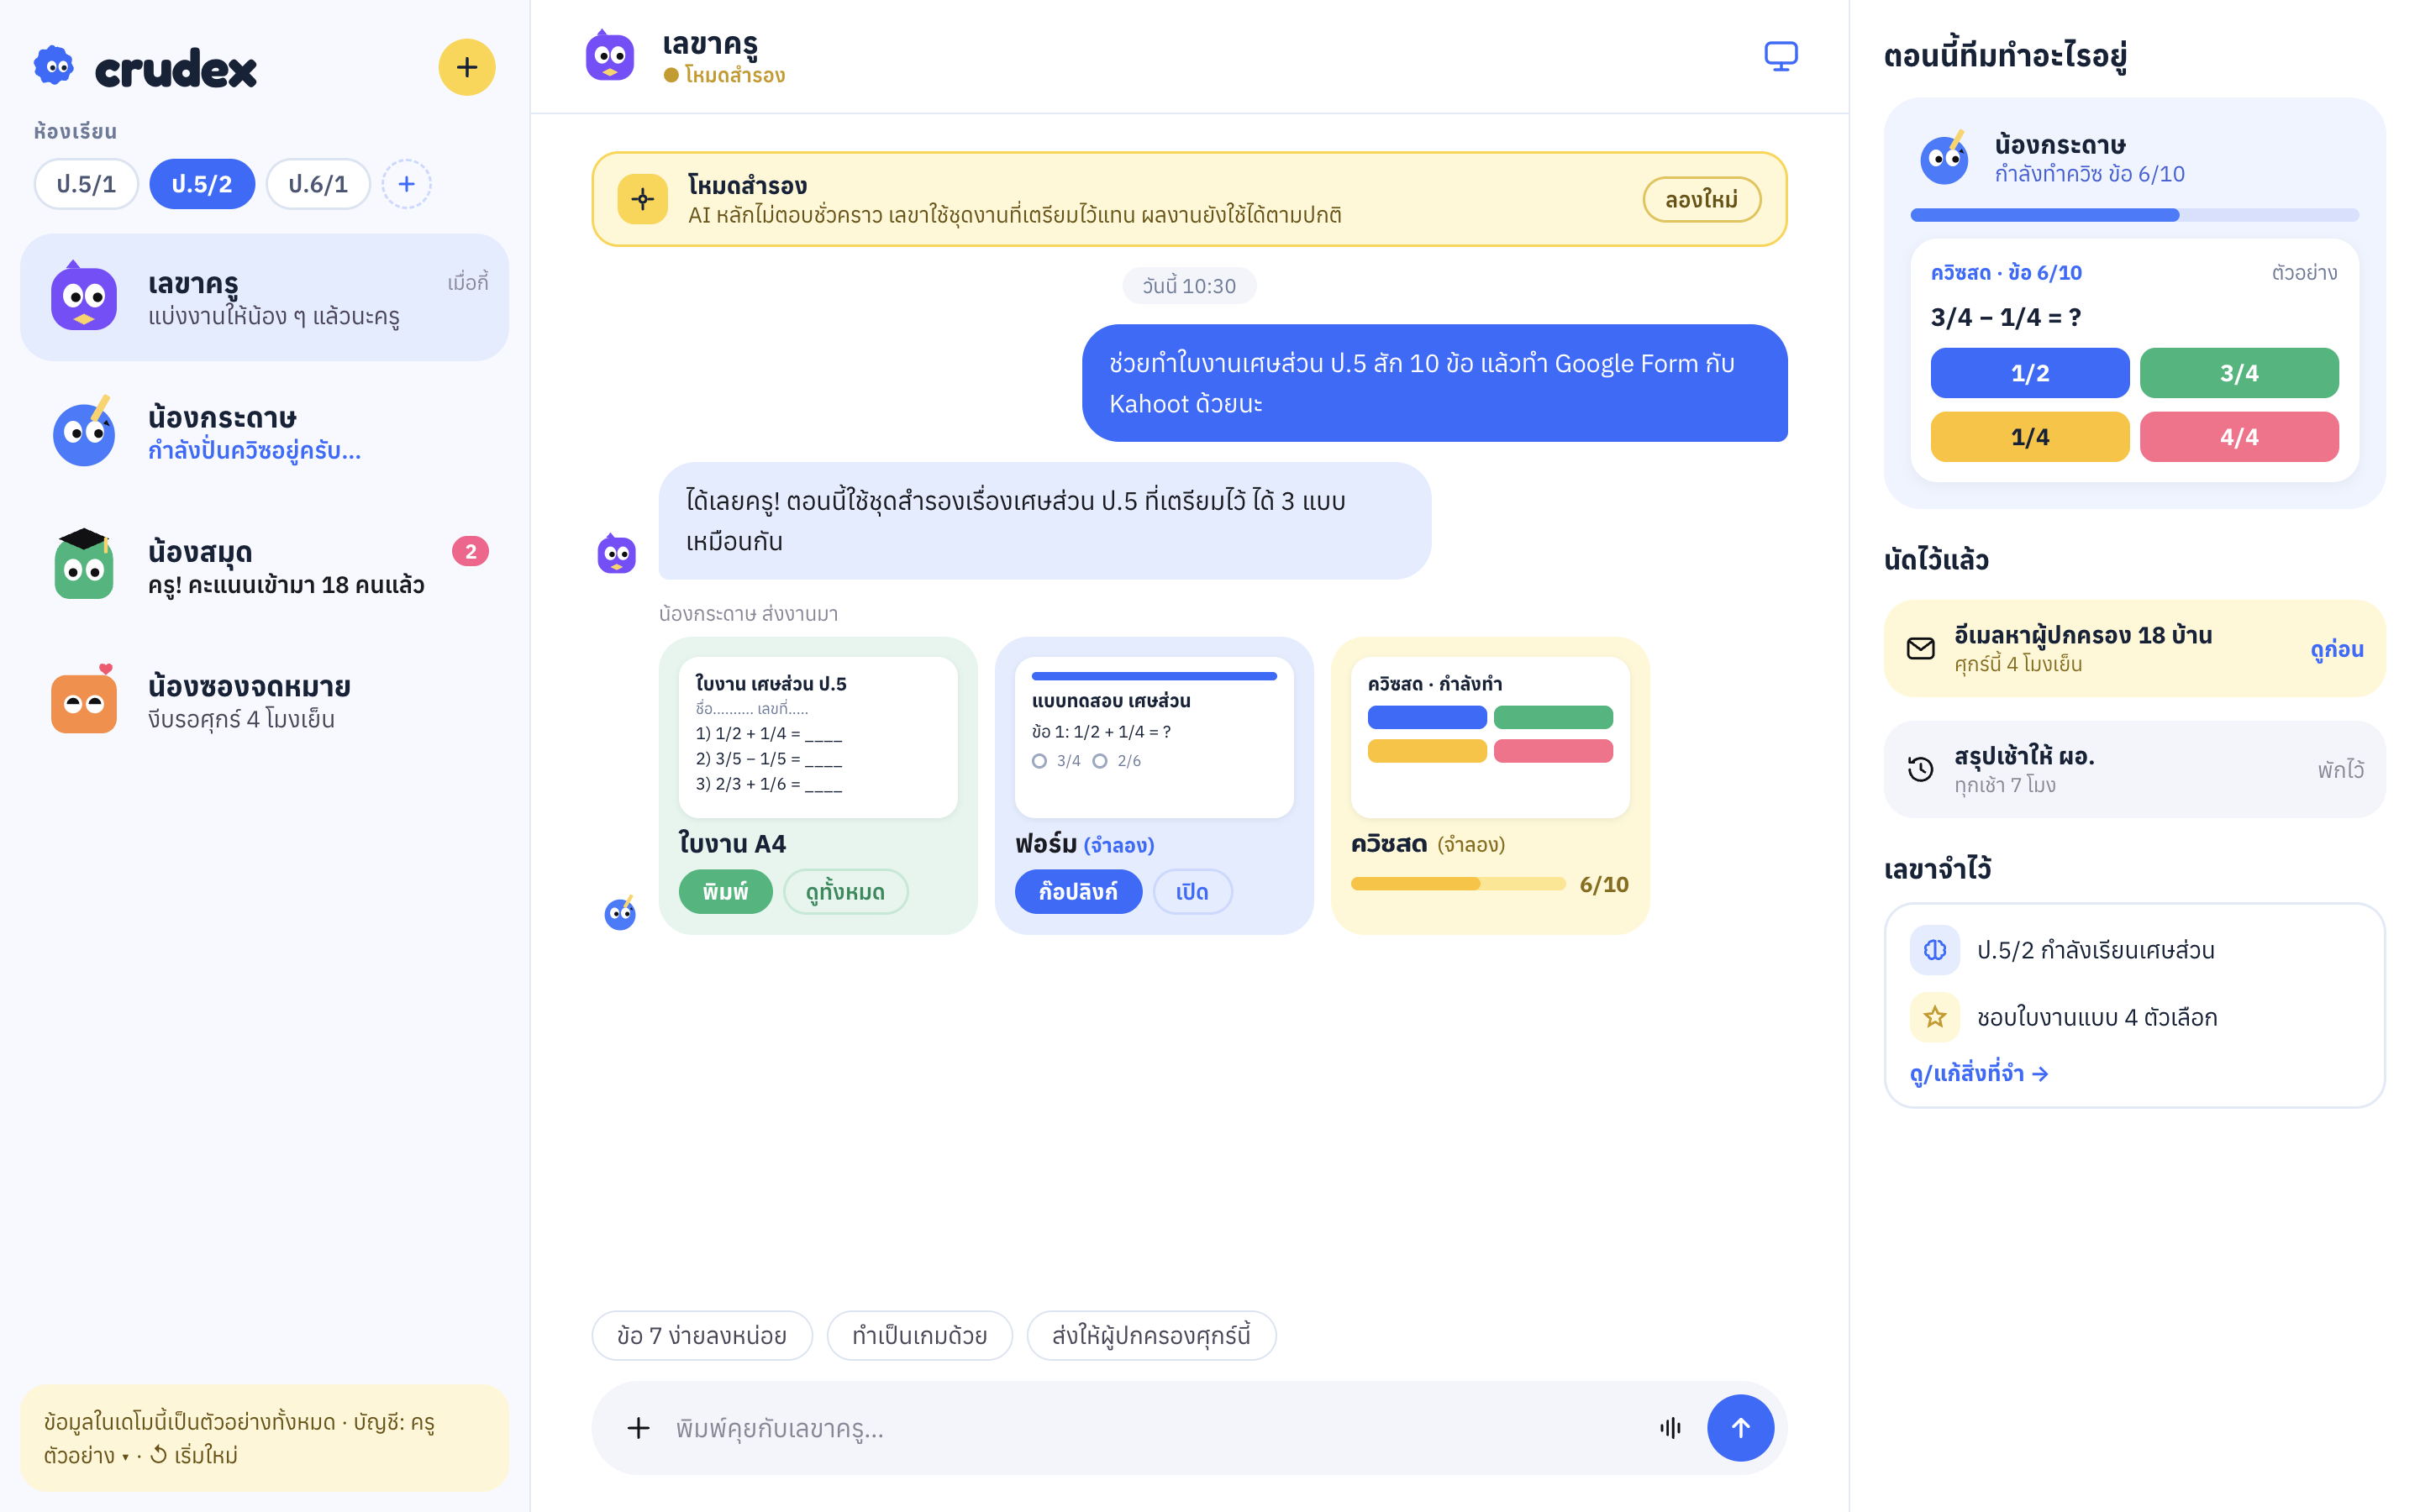 crudex
ห้องเรียน
ป.5/1
ป.5/2
ป.6/1
เลขาครู
เมื่อกี้
แบ่งงานให้น้อง ๆ แล้วนะครู
น้องกระดาษ
กำลังปั่นควิซอยู่ครับ...
น้องสมุด
2
ครู! คะแนนเข้ามา 18 คนแล้ว
น้องซองจดหมาย
งีบรอศุกร์ 4 โมงเย็น
ข้อมูลในเดโมนี้เป็นตัวอย่างทั้งหมด · บัญชี: ครู
ตัวอย่าง ▾ · เริ่มใหม่
เลขาครู
โหมดสำรอง
โหมดสำรอง
AI หลักไม่ตอบชั่วคราว เลขาใช้ชุดงานที่เตรียมไว้แทน ผลงานยังใช้ได้ตามปกติ
ลองใหม่
วันนี้ 10:30
ช่วยทำใบงานเศษส่วน ป.5 สัก 10 ข้อ แล้วทำ Google Form กับ
Kahoot ด้วยนะ
ได้เลยครู! ตอนนี้ใช้ชุดสำรองเรื่องเศษส่วน ป.5 ที่เตรียมไว้ ได้ 3 แบบ
เหมือนกัน
น้องกระดาษ ส่งงานมา
ใบงาน เศษส่วน ป.5
ชื่อ.......... เลขที่.....
1) 1/2 + 1/4 = ____
2) 3/5 − 1/5 = ____
3) 2/3 + 1/6 = ____
ใบงาน A4
พิมพ์
ดูทั้งหมด
แบบทดสอบ เศษส่วน
ข้อ 1: 1/2 + 1/4 = ?
3/4
2/6
ฟอร์ม (จำลอง)
ก๊อปลิงก์
เปิด
ควิซสด · กำลังทำ
ควิซสด (จำลอง)
6/10
ข้อ 7 ง่ายลงหน่อย
ทำเป็นเกมด้วย
ส่งให้ผู้ปกครองศุกร์นี้
พิมพ์คุยกับเลขาครู...
ตอนนี้ทีมทำอะไรอยู่
น้องกระดาษ
กำลังทำควิซ ข้อ 6/10
ควิซสด · ข้อ 6/10
ตัวอย่าง
3/4 − 1/4 = ?
1/2
3/4
1/4
4/4
นัดไว้แล้ว
อีเมลหาผู้ปกครอง 18 บ้าน
ศุกร์นี้ 4 โมงเย็น
ดูก่อน
สรุปเช้าให้ ผอ.
ทุกเช้า 7 โมง
พักไว้
เลขาจำไว้
ป.5/2 กำลังเรียนเศษส่วน
ชอบใบงานแบบ 4 ตัวเลือก
ดู/แก้สิ่งที่จำ →